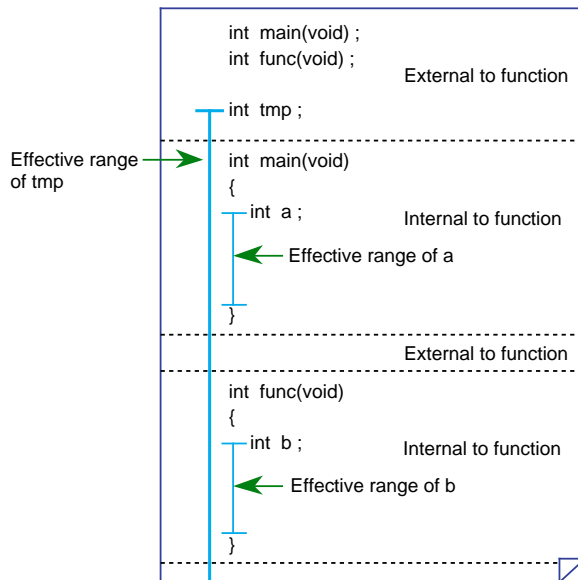 int main(void) ;
int func(void) ;
External to function
int tmp ;
Effective range
of tmp
int main(void)
{
int a ;
Internal to function
Effective range of a
}
External to function
int func(void)
{
int b ;
Internal to function
Effective range of b
}